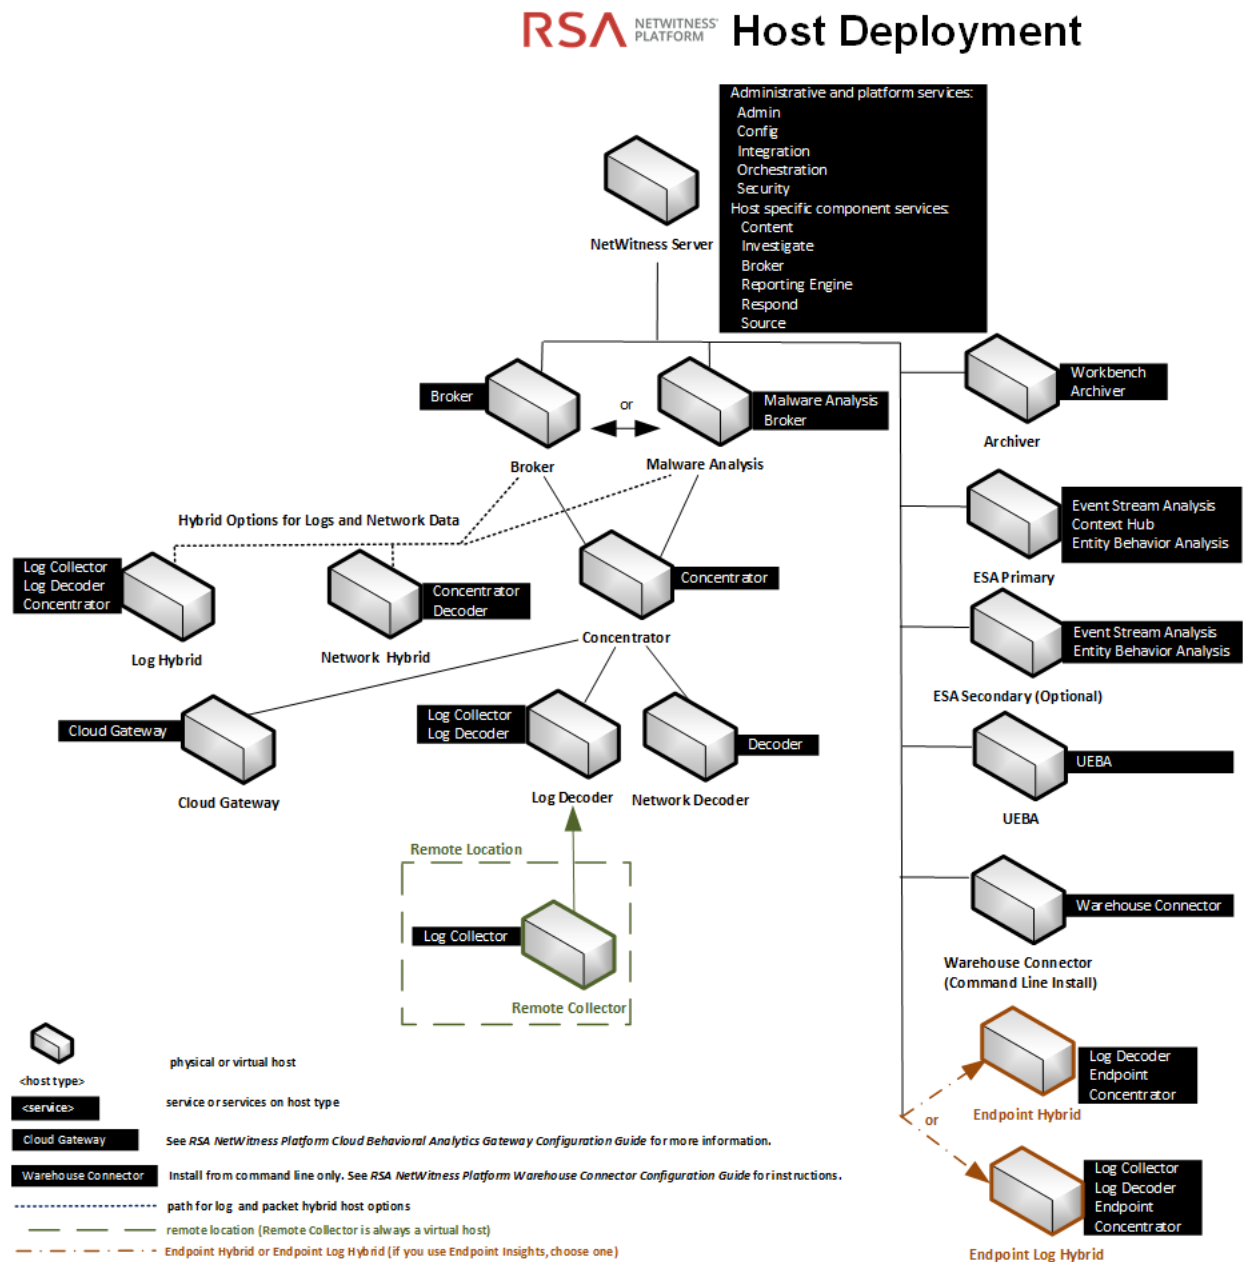 RSA NETWITNESS® PLATFORM Host Deployment
Administrative and platform services:
Admin
Config
Integration
Orchestration
Security
Host specific component services:
Content
Investigate
Broker
Reporting Engine
Respond
Source
NetWitness Server
Broker
Broker
or
Malware Analysis
Broker
Malware Analysis
Workbench
Archiver
Archiver
Event Stream Analysis
Context Hub
Entity Behavior Analysis
ESA Primary
Hybrid Options for Logs and Network Data
Log Collector
Log Decoder
Concentrator
Log Hybrid
Concentrator
Decoder
Network Hybrid
Concentrator
Concentrator
Event Stream Analysis
Entity Behavior Analysis
ESA Secondary (Optional)
Cloud Gateway
Cloud Gateway
Log Collector
Log Decoder
Log Decoder
Decoder
Network Decoder
UEBA
UEBA
Remote Location
Log Collector
Remote Collector
Warehouse Connector
Warehouse Connector
(Command Line Install)
Log Decoder
Endpoint
Concentrator
Endpoint Hybrid
or
Log Collector
Log Decoder
Endpoint
Concentrator
Endpoint Log Hybrid
<host type>
physical or virtual host
<service>
service or services on host type
Cloud Gateway
See RSA NetWitness Platform Cloud Behavioral Analytics Gateway Configuration Guide for more information.
Warehouse Connector
Install from command line only. See RSA NetWitness Platform Warehouse Connector Configuration Guide for instructions.
path for log and packet hybrid host options
remote location (Remote Collector is always a virtual host)
Endpoint Hybrid or Endpoint Log Hybrid (if you use Endpoint Insights, choose one)